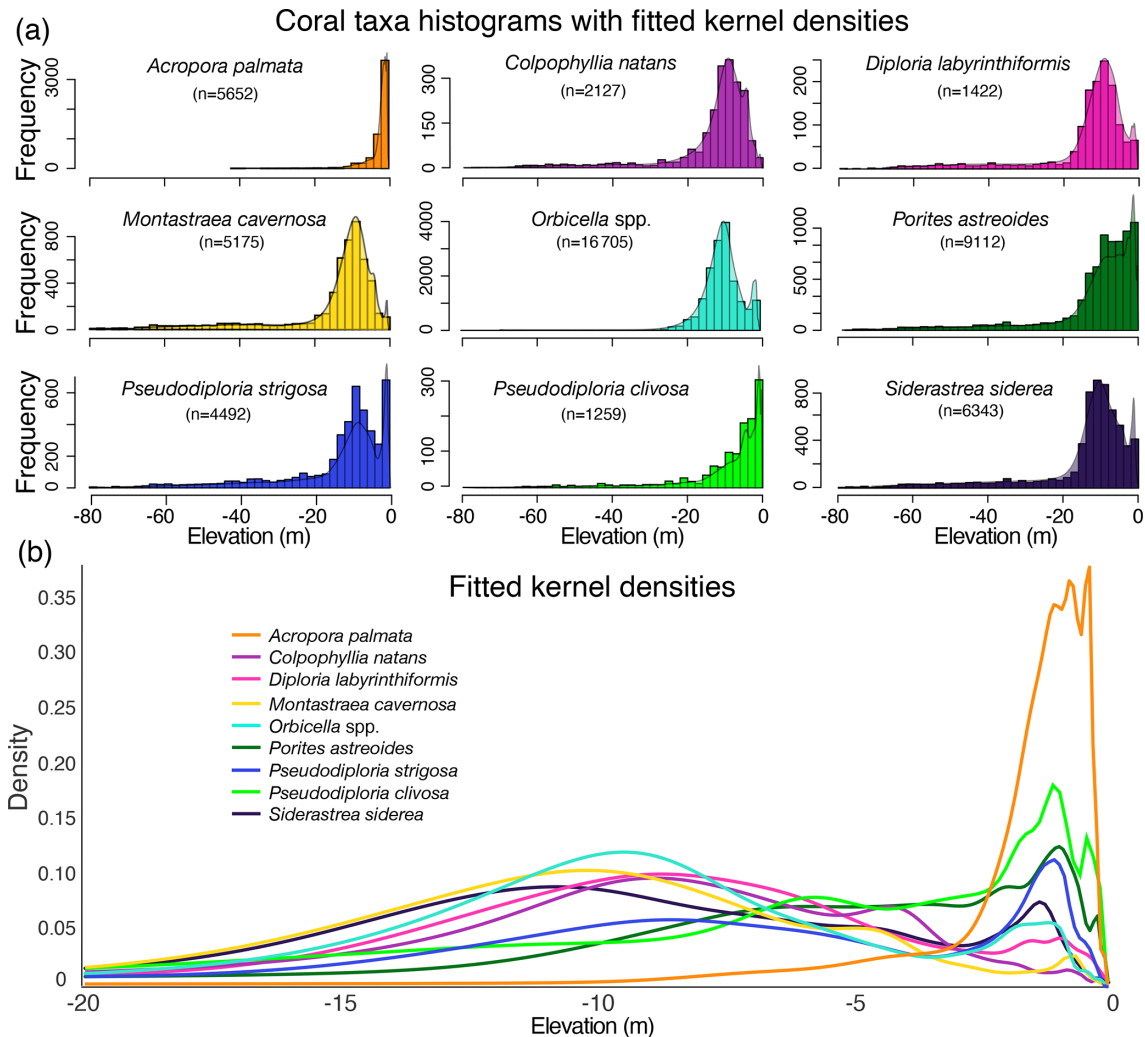 (a)
Coral taxa histograms with fitted kernel densities
Frequency
3000
0
Acropora palmata
(n=5652)
-80 -60 -40 -20 0
300
150
0
Colpophyllia natans
(n=2127)
200
100
0
Diploria labyrinthiformis
(n=1422)
Frequency
800
400
0
Montastraea cavernosa
(n=5175)
4000
2000
0
Orbicella spp.
(n=16 705)
1000
500
0
Porites astreoides
(n=9112)
Frequency
600
200
0
Pseudodiploria strigosa
(n=4492)
-80 -60 -40 -20 0
Elevation (m)
300
100
0
Pseudodiploria clivosa
(n=1259)
-80 -60 -40 -20 0
Elevation (m)
800
400
0
Siderastrea siderea
(n=6343)
-80 -60 -40 -20 0
Elevation (m)
(b)
Fitted kernel densities
Density
0.35
0.30
0.25
0.20
0.15
0.10
0.05
0
Acropora palmata
Colpophyllia natans
Diploria labyrinthiformis
Montastraea cavernosa
Orbicella spp.
Porites astreoides
Pseudodiploria strigosa
Pseudodiploria clivosa
Siderastrea siderea
-20 -15 -10 -5 0
Elevation (m)